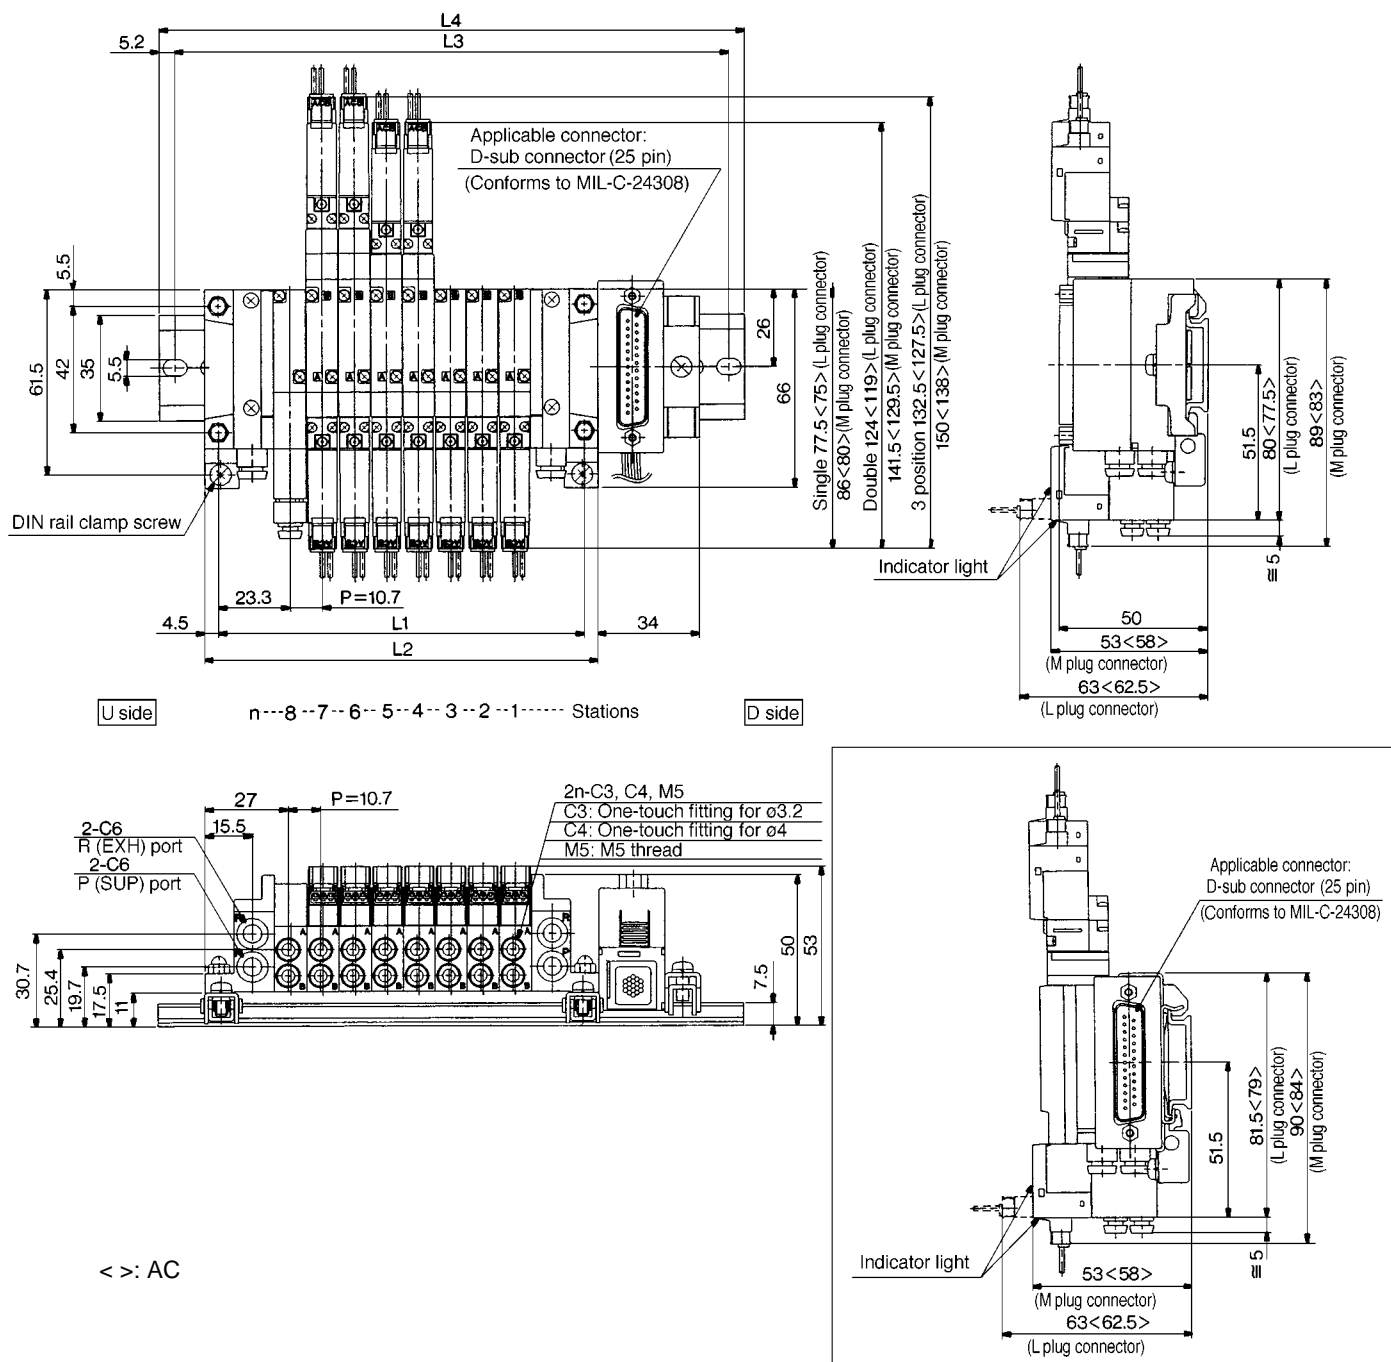 L4
5.2
L3
Applicable connector:
D-sub connector (25 pin)
(Conforms to MIL-C-24308)
5.5
61.5
42
35
5.5
26
66
Single 77.5<75>(L plug connector)
86<80>(M plug connector)
Double 124<119>(L plug connector)
141.5<129.5>(M plug connector)
3 position 132.5<127.5>(L plug connector)
150<138>(M plug connector)
DIN rail clamp screw
23.3
P=10.7
4.5
L1
34
L2
51.5
80<77.5>
(L plug connector)
89<83>
(M plug connector)
≅5
Indicator light
50
53<58>
(M plug connector)
63<62.5>
(L plug connector)
U side
n---8--7--6--5--4--3--2--1------ Stations
D side
27
P=10.7
15.5
2-C6
R (EXH) port
2-C6
P (SUP) port
2n-C3, C4, M5
C3: One-touch fitting for ø3.2
C4: One-touch fitting for ø4
M5: M5 thread
R
P
A A A A A A A A
B B B B B B B B
30.7
25.4
19.7
17.5
11
7.5
50
53
Applicable connector:
D-sub connector (25 pin)
(Conforms to MIL-C-24308)
51.5
81.5<79>
(L plug connector)
90<84>
(M plug connector)
≅5
Indicator light
53<58>
(M plug connector)
63<62.5>
(L plug connector)
< >: AC